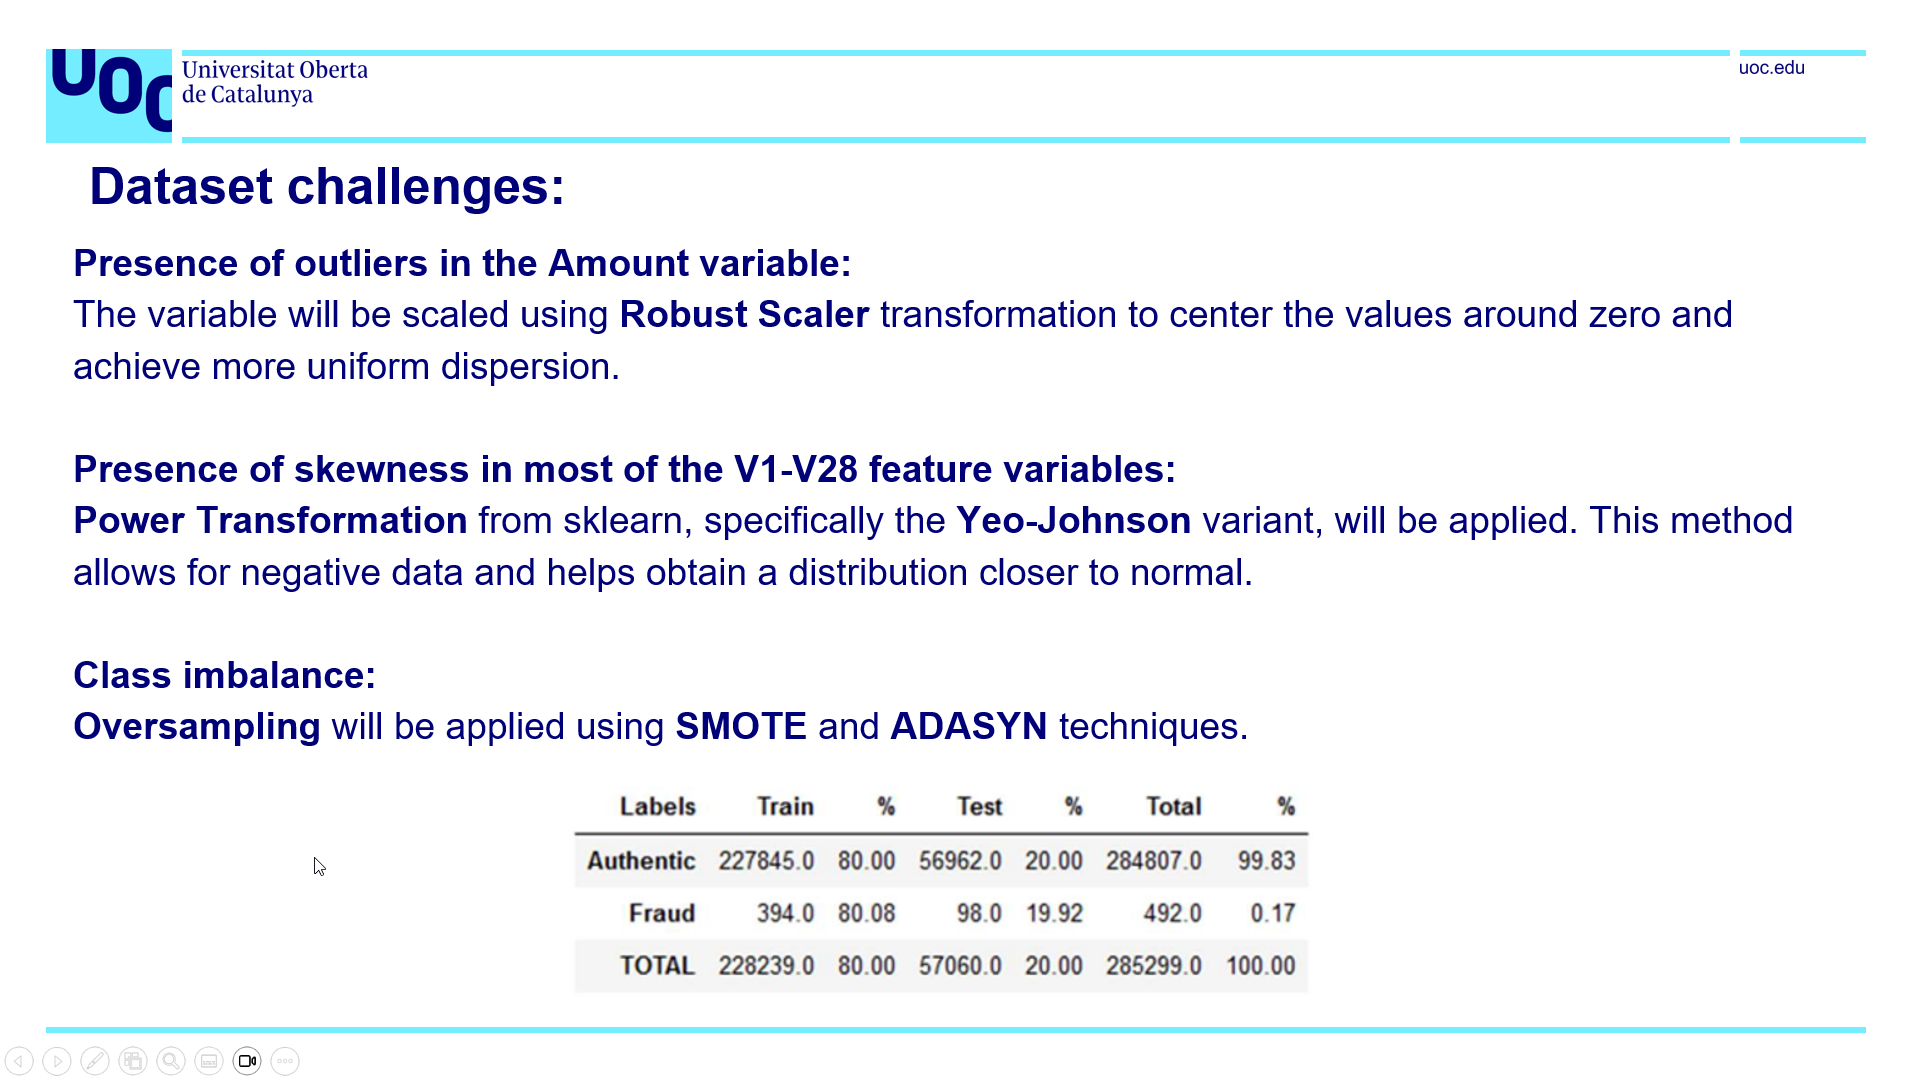 UOC
Universitat Oberta
de Catalunya
uoc.edu
Dataset challenges:
Presence of outliers in the Amount variable:
The variable will be scaled using Robust Scaler transformation to center the values around zero and
achieve more uniform dispersion.
Presence of skewness in most of the V1-V28 feature variables:
Power Transformation from sklearn, specifically the Yeo-Johnson variant, will be applied. This method
allows for negative data and helps obtain a distribution closer to normal.
Class imbalance:
Oversampling will be applied using SMOTE and ADASYN techniques.
Labels Train % Test % Total %
Authentic 227845.0 80.00 56962.0 20.00 284807.0 99.83
Fraud 394.0 80.08 98.0 19.92 492.0 0.17
TOTAL 228239.0 80.00 57060.0 20.00 285299.0 100.00